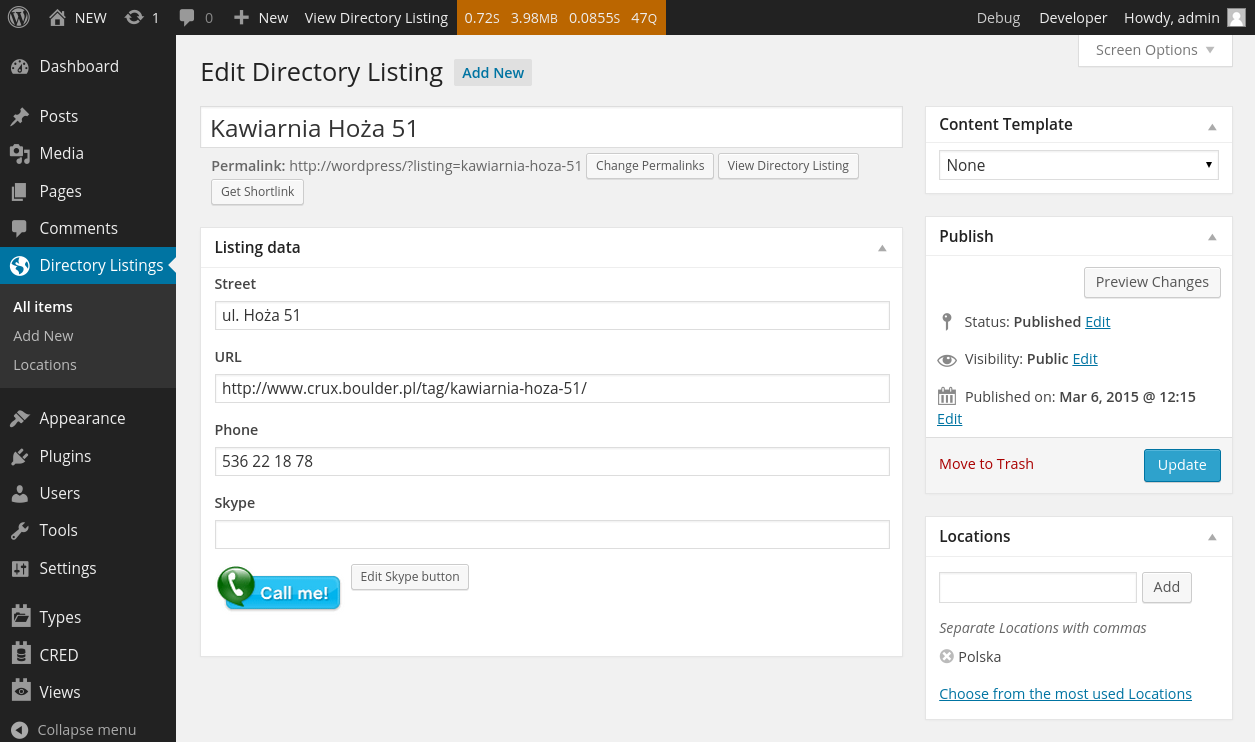 NEW 1 0 New View Directory Listing 0.72S 3.98MB 0.0855S 47Q Debug Developer Howdy, admin
Screen Options
Dashboard
Posts
Media
Pages
Comments
Directory Listings
All items
Add New
Locations
Appearance
Plugins
Users
Tools
Settings
Types
CRED
Views
Collapse menu
Edit Directory Listing Add New
Kawiarnia Hoża 51
Permalink: http://wordpress/?listing=kawiarnia-hoza-51 Change Permalinks View Directory Listing
Get Shortlink
Listing data
Street
ul. Hoża 51
URL
http://www.crux.boulder.pl/tag/kawiarnia-hoza-51/
Phone
536 22 18 78
Skype
Call me! Edit Skype button
Content Template
None
Publish
Preview Changes
Status: Published Edit
Visibility: Public Edit
Published on: Mar 6, 2015 @ 12:15
Edit
Move to Trash Update
Locations
Add
Separate Locations with commas
Polska
Choose from the most used Locations